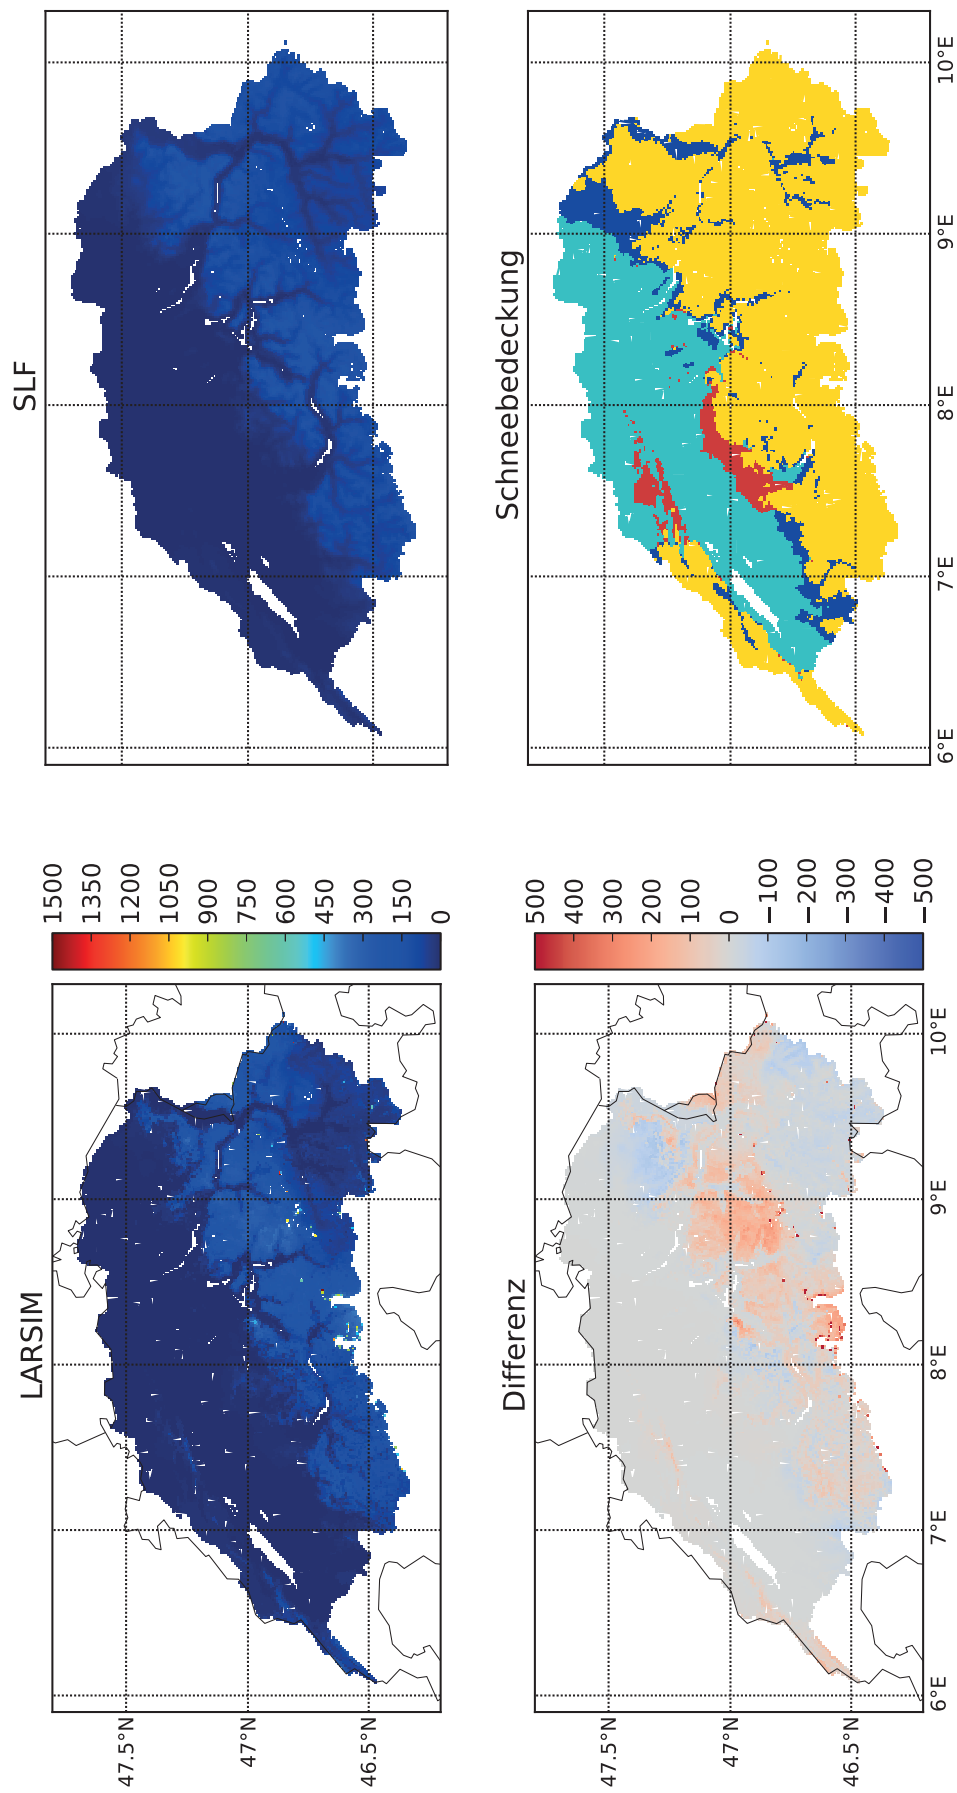 LARSIM
1500
1350
1200
1050
900
750
600
450
300
150
0
47.5°N
47°N
46.5°N
SLF
Differenz
500
400
300
200
100
0
−100
−200
−300
−400
−500
47.5°N
47°N
46.5°N
6°E
7°E
8°E
9°E
10°E
Schneebedeckung
6°E
7°E
8°E
9°E
10°E